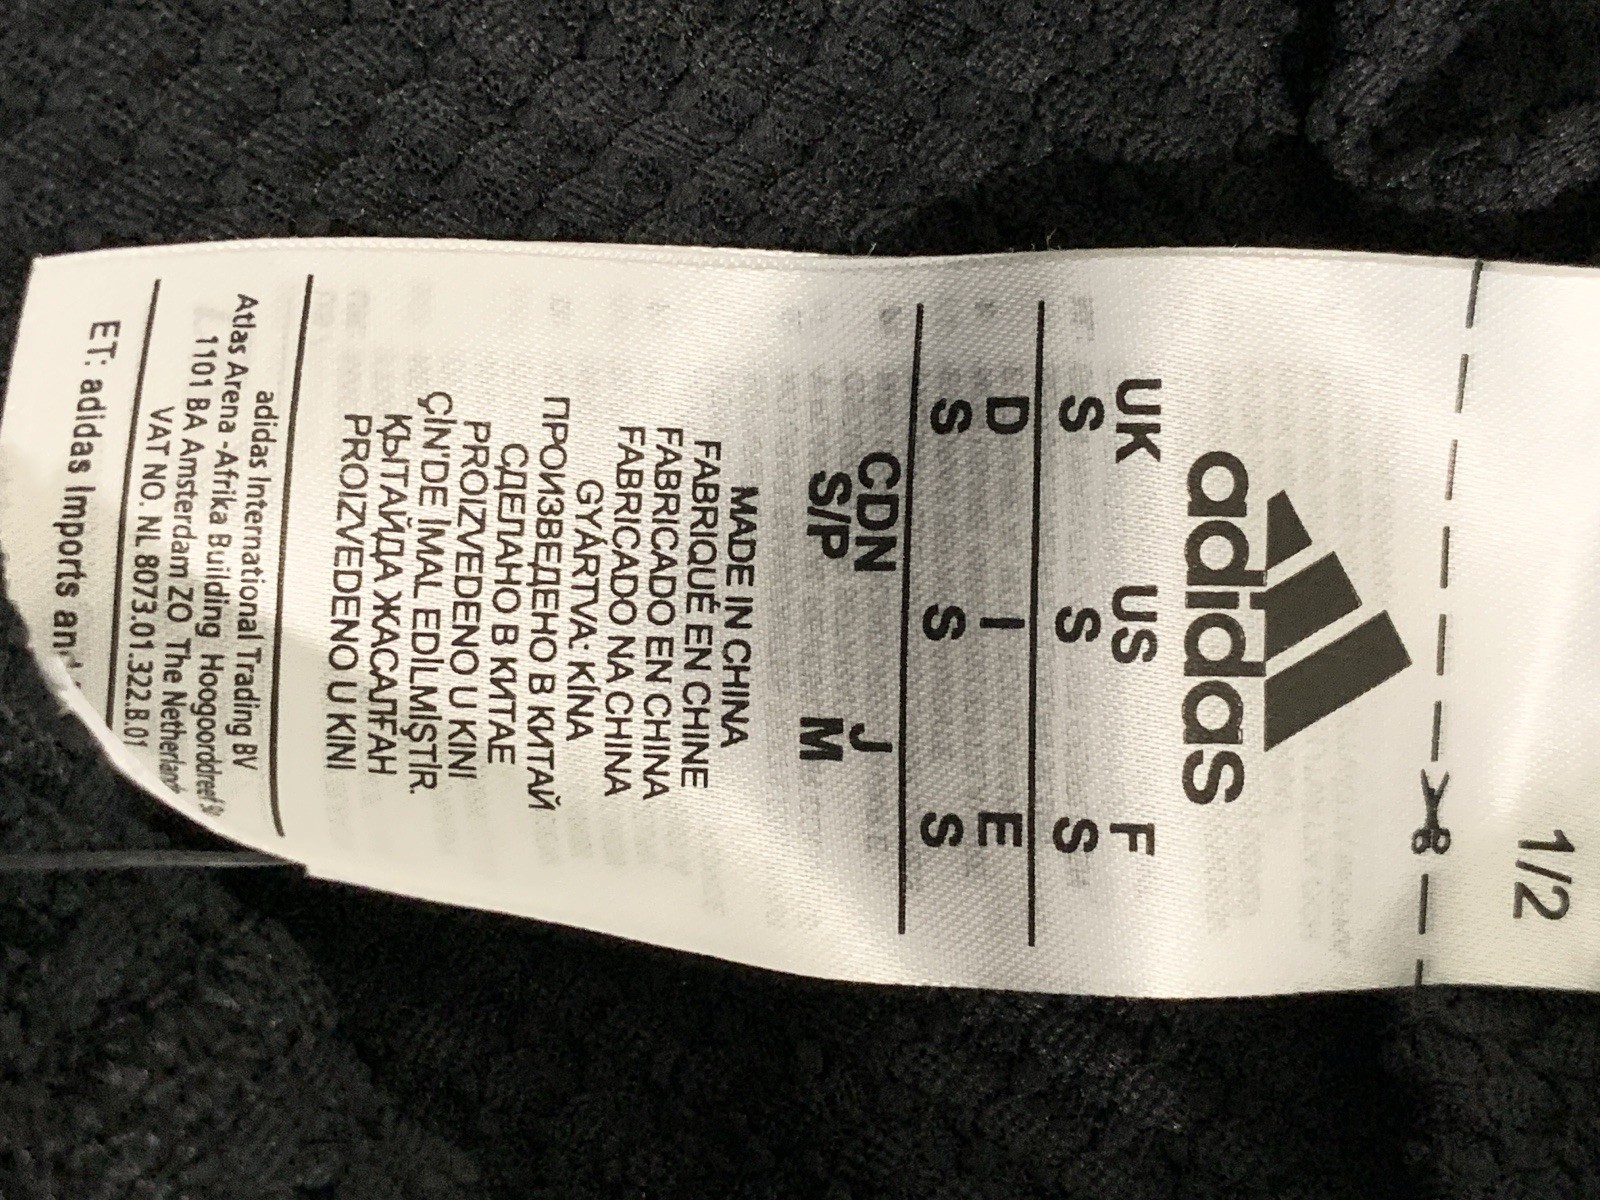 1/2
adidas
UK US F
S S S
D I E
S S S
CDN J
S/P M
MADE IN CHINA
FABRIQUÉ EN CHINE
FABRICADO EN CHINA
FABRICADO NA CHINA
GYÁRTVA: KÍNA
ПРОИЗВЕДЕНО В КИТАЙ
СДЕЛАНО В КИТАЕ
PROIZVEDENO U KINI
ÇİN'DE İMAL EDİLMİŞTİR.
ҚЫТАЙДА ЖАСАЛҒАН
PROIZVEDENO U KINI
adidas International Trading BV
Atlas Arena -Afrika Building Hoogoorddreef
1101 BA Amsterdam ZO The
VAT NO. NL 8073.01.322.B.01
ET: adidas Imports